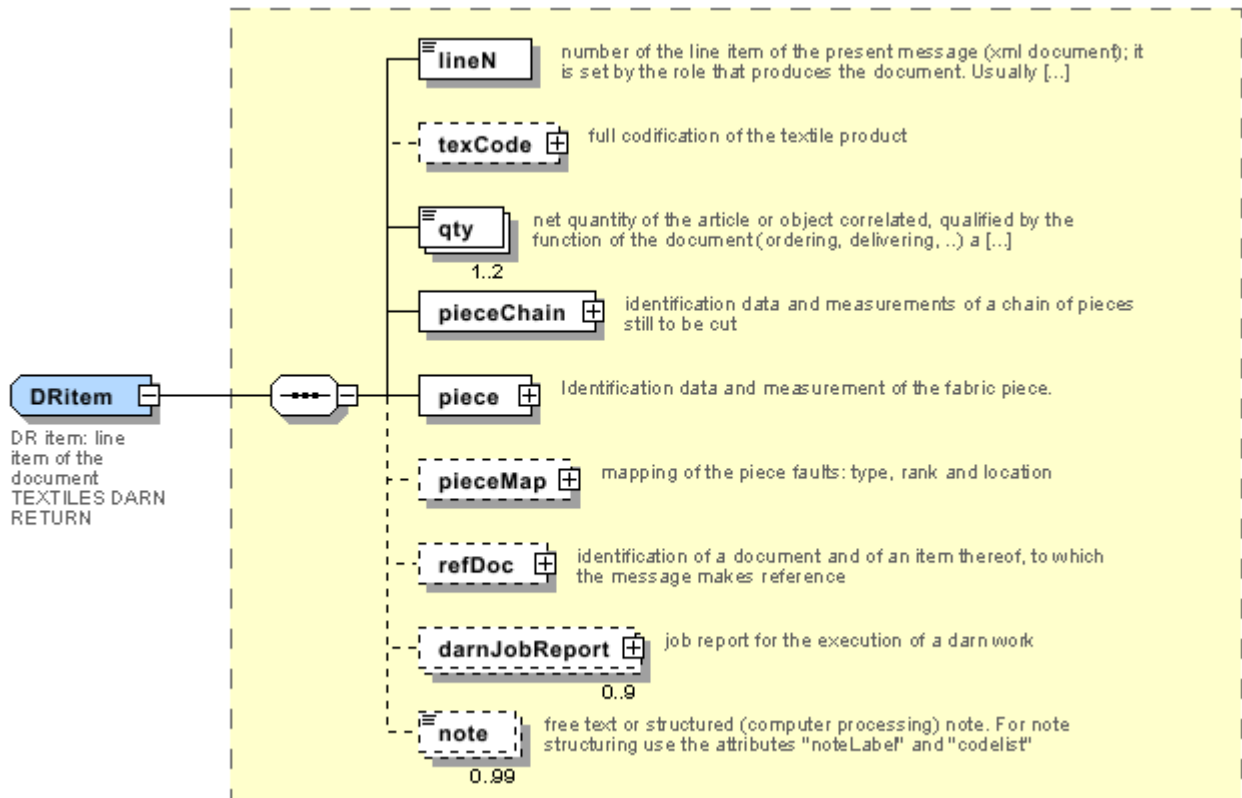 lineN
number of the line item of the present message (xml document); it
is set by the role that produces the document. Usually [...]
texCode
full codification of the textile product
qty
net quantity of the article or object correlated, qualified by the
function of the document (ordering, delivering, ..) a [...]
1..2
pieceChain
identification data and measurements of a chain of pieces
still to be cut
DRitem
DR item: line
item of the
document
TEXTILES DARN
RETURN
piece
Identification data and measurement of the fabric piece.
pieceMap
mapping of the piece faults: type, rank and location
refDoc
identification of a document and of an item thereof, to which
the message makes reference
darnJobReport
job report for the execution of a darn work
0..9
note
free text or structured (computer processing) note. For note
structuring use the attributes "noteLabel" and "codelist"
0..99